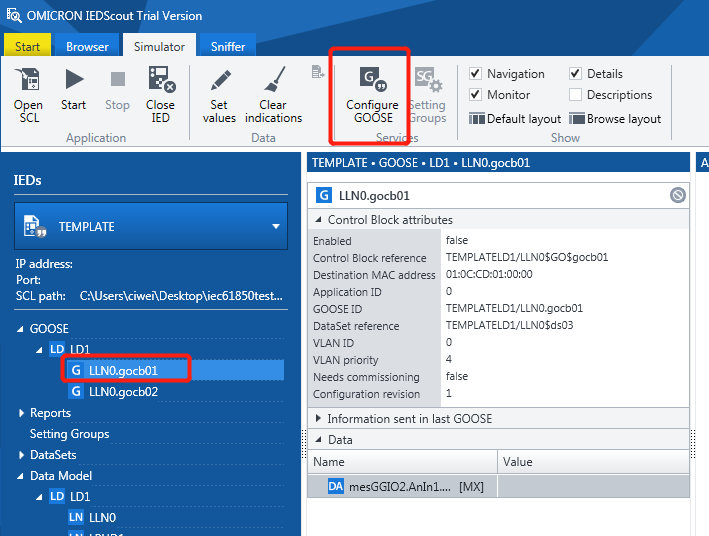 OMICRON IEDScout Trial Version
Start Browser Simulator Sniffer
Open SCL
Start
Stop
Close IED
Application
Set values
Clear indications
Data
G
Configure GOOSE
SG
Setting Groups
Services
Navigation
Details
Monitor
Descriptions
Default layout
Browse layout
Show
IEDs
TEMPLATE
IP address:
Port:
SCL path: C:\Users\ciwei\Desktop\iec61850test...
GOOSE
LD LD1
G LLN0.gocb01
G LLN0.gocb02
Reports
Setting Groups
DataSets
Data Model
LD LD1
LN LLN0
TEMPLATE • GOOSE • LD1 • LLN0.gocb01
A
G LLN0.gocb01
Control Block attributes
Enabled false
Control Block reference TEMPLATELD1/LLN0$GO$gocb01
Destination MAC address 01:0C:CD:01:00:00
Application ID 0
GOOSE ID TEMPLATELD1/LLN0.gocb01
DataSet reference TEMPLATELD1/LLN0$ds03
VLAN ID 0
VLAN priority 4
Needs commissioning false
Configuration revision 1
Information sent in last GOOSE
Data
Name Value
DA mesGGIO2.AnIn1.... [MX]